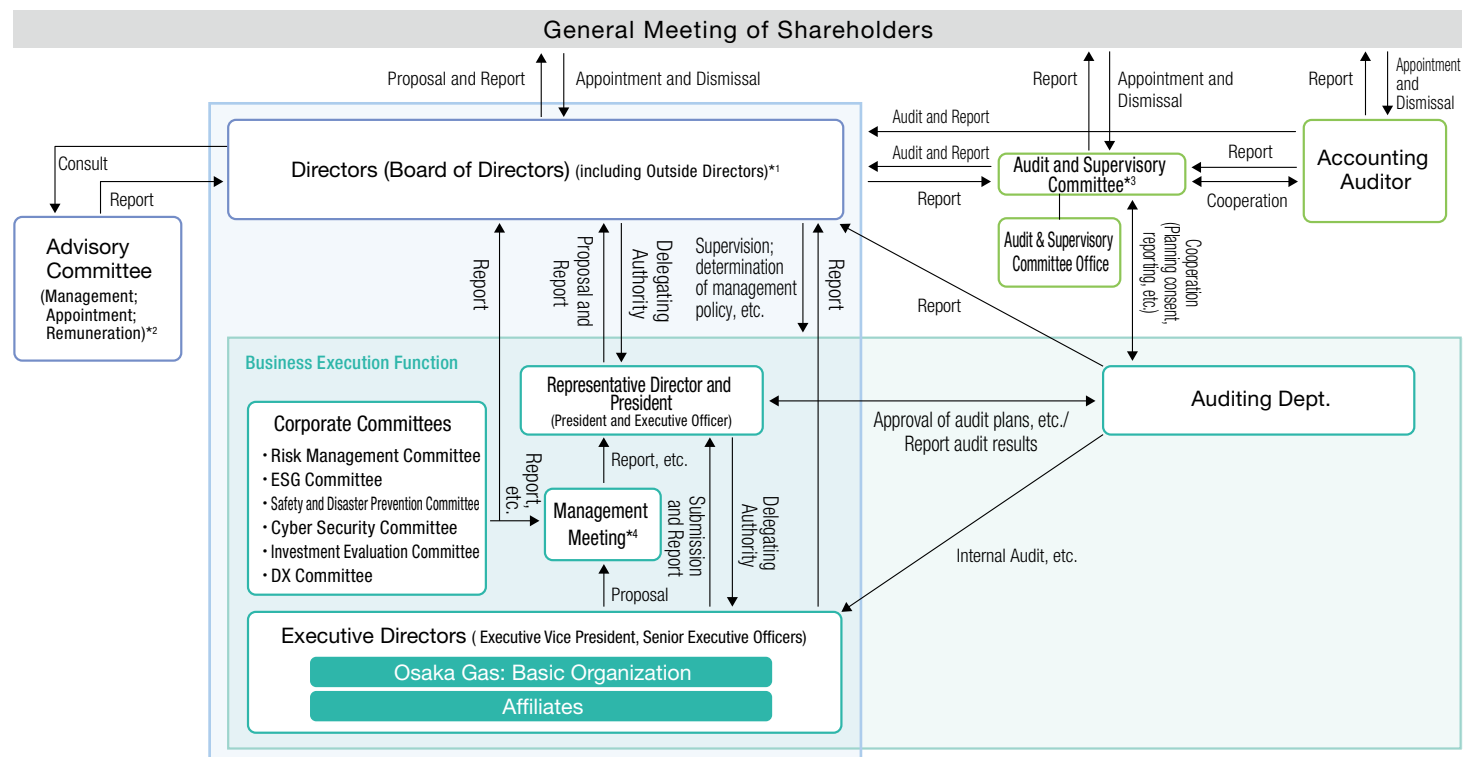 General Meeting of Shareholders
Proposal and Report
Appointment and Dismissal
Report
Appointment and
Dismissal
Report
Appointment
and
Dismissal
Directors (Board of Directors) (including Outside Directors)*1
Consult
Report
Advisory
Committee
(Management;
Appointment;
Remuneration)*2
Audit and Report
Audit and Report
Report
Audit and Supervisory
Committee*3
Audit & Supervisory
Committee Office
Report
Cooperation
Accounting
Auditor
Report
Proposal and
Report
Delegating
Authority
Supervision;
determination
of management
policy, etc.
Report
Report
Cooperation
(Planning consent,
reporting, etc.)
Business Execution Function
Representative Director and
President
(President and Executive Officer)
Approval of audit plans, etc./
Report audit results
Auditing Dept.
Corporate Committees
・Risk Management Committee
・ESG Committee
・Safety and Disaster Prevention Committee
・Cyber Security Committee
・Investment Evaluation Committee
・DX Committee
Report,
etc.
Report, etc.
Management
Meeting*4
Submission
and Report
Delegating
Authority
Proposal
Internal Audit, etc.
Executive Directors ( Executive Vice President, Senior Executive Officers)
Osaka Gas: Basic Organization
Affiliates